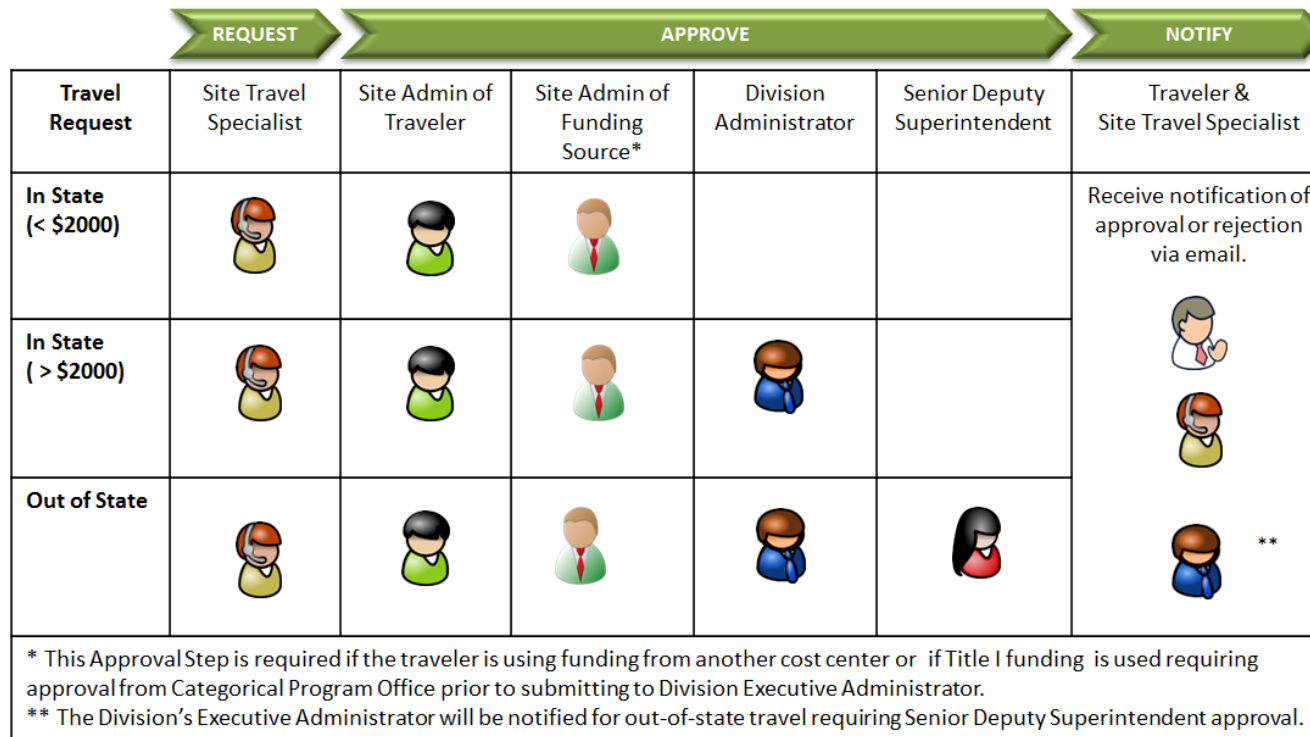 REQUEST
APPROVE
NOTIFY
Travel
Request
Site Travel
Specialist
Site Admin of
Traveler
Site Admin of
Funding
Source*
Division
Administrator
Senior Deputy
Superintendent
Traveler &
Site Travel Specialist
In State
(< $2000)
Receive notification of
approval or rejection
via email.
In State
( > $2000)
Out of State
**
* This Approval Step is required if the traveler is using funding from another cost center or if Title I funding is used requiring
approval from Categorical Program Office prior to submitting to Division Executive Administrator.
** The Division's Executive Administrator will be notified for out-of-state travel requiring Senior Deputy Superintendent approval.